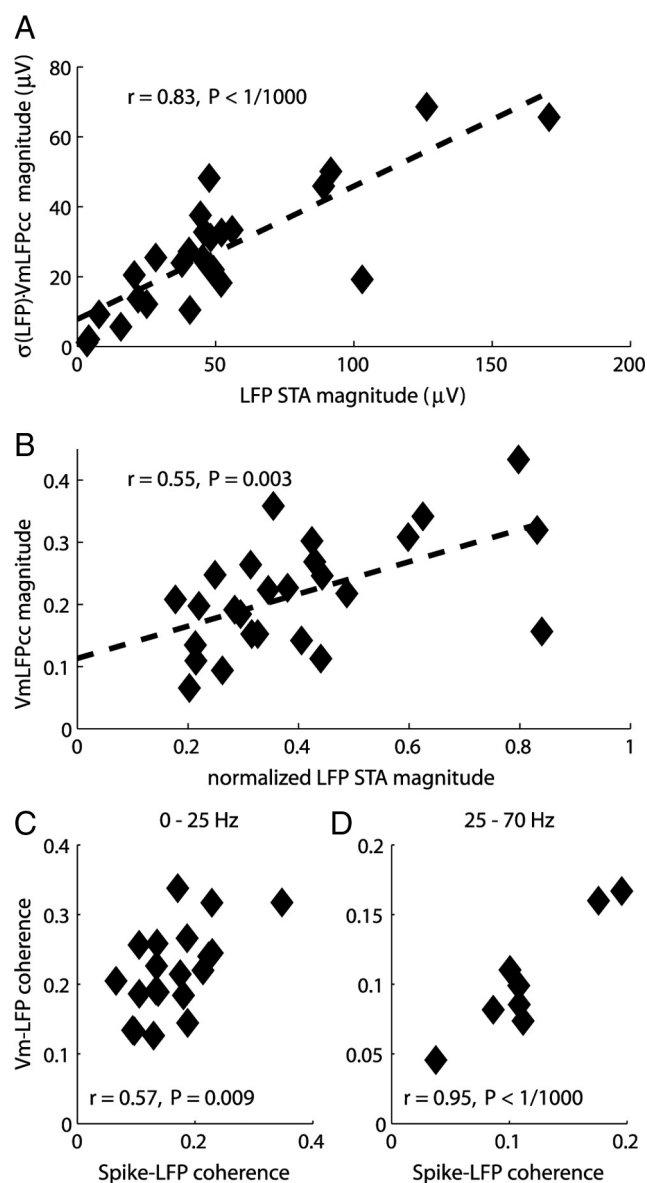 A
σ(LFP)·VmLFPcc magnitude (μV)
80
60
40
20
0
r = 0.83, P < 1/1000
0
50
100
150
200
LFP STA magnitude (μV)
B
VmLFPcc magnitude
0.4
0.3
0.2
0.1
0
r = 0.55, P = 0.003
0
0.2
0.4
0.6
0.8
1
normalized LFP STA magnitude
C
0 - 25 Hz
Vm-LFP coherence
0.4
0.3
0.2
0.1
0
r = 0.57, P = 0.009
0
0.2
0.4
Spike-LFP coherence
D
25 - 70 Hz
0.2
0.15
0.1
0.05
0
r = 0.95, P < 1/1000
0
0.1
0.2
Spike-LFP coherence